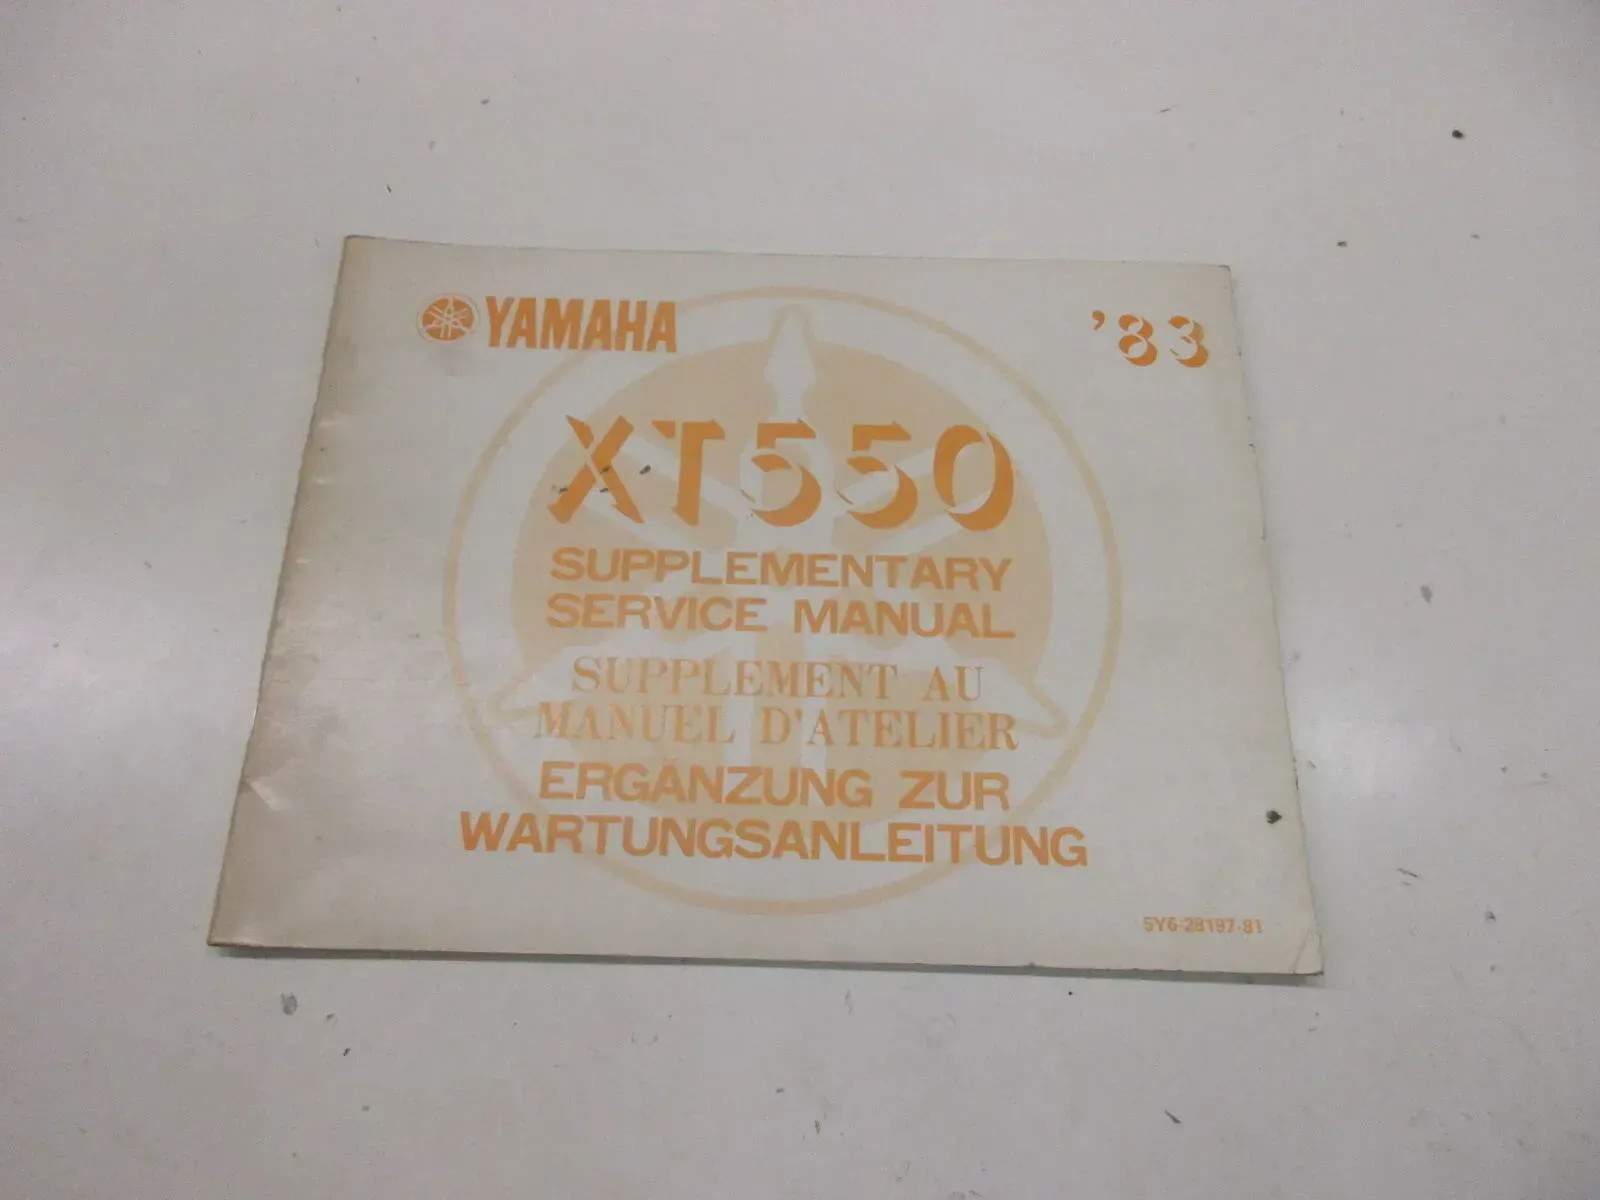 YAMAHA
'83
XT550
SUPPLEMENTARY
SERVICE MANUAL
SUPPLEMENT AU
MANUEL D'ATELIER
ERGÄNZUNG ZUR
WARTUNGSANLEITUNG
5Y6-28197-81